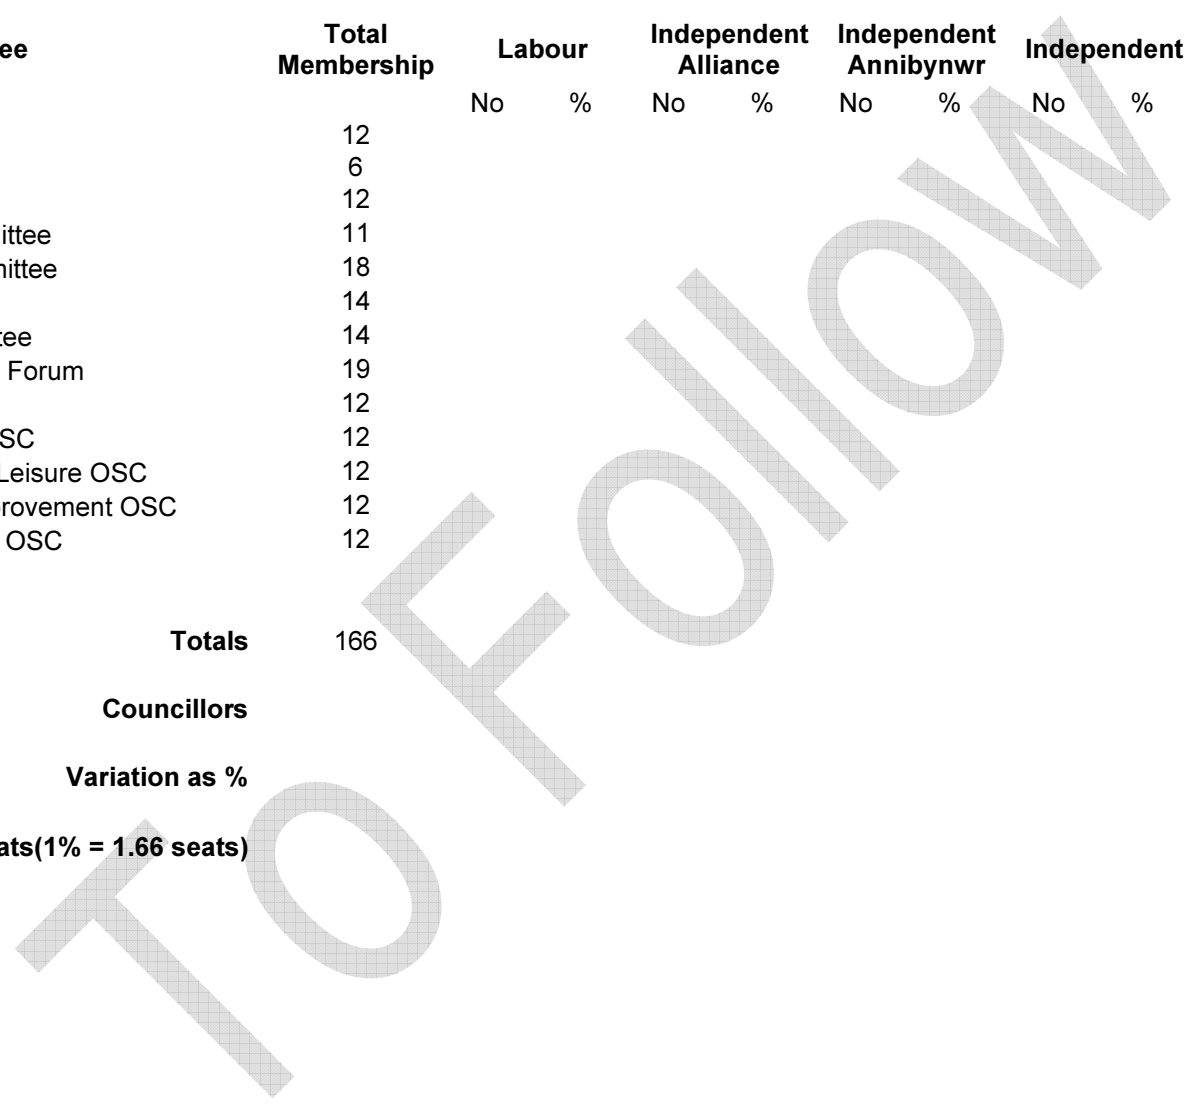 ee Total Membership Labour Independent Alliance Independent Annibynwr Independent
No % No % No % No %
12
6
12
ittee 11
nittee 18
14
tee 14
Forum 19
12
SC 12
Leisure OSC 12
provement OSC 12
OSC 12
Totals 166
Councillors
Variation as %
ats(1% = 1.66 seats)
To Follow